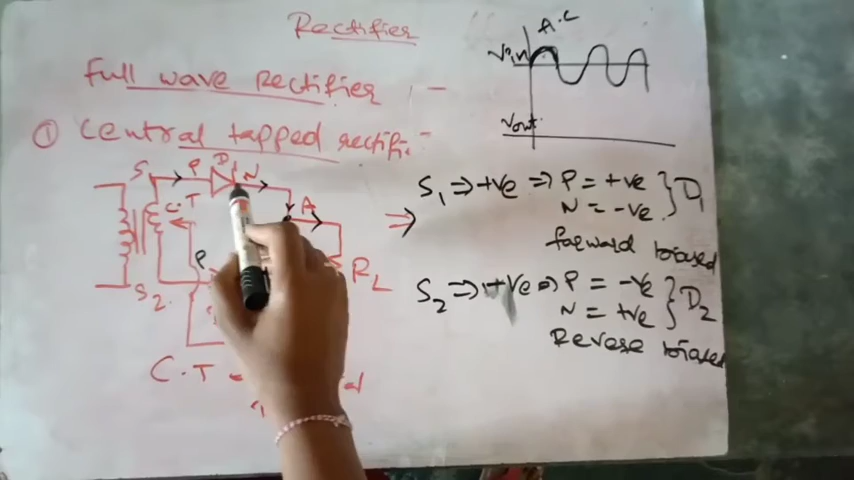 Rectifier
A.C
Vin
Full wave Rectifier :-
Vout
① Central tapped rectifi:-
S1 P D1 N
C.T A
P RL
S2
C.T
S1 ⇒ +ve ⇒ P = +ve } D1
N = -ve
forward biased
S2 ⇒ +ve ⇒ P = -ve } D2
N = +ve
Revese biased